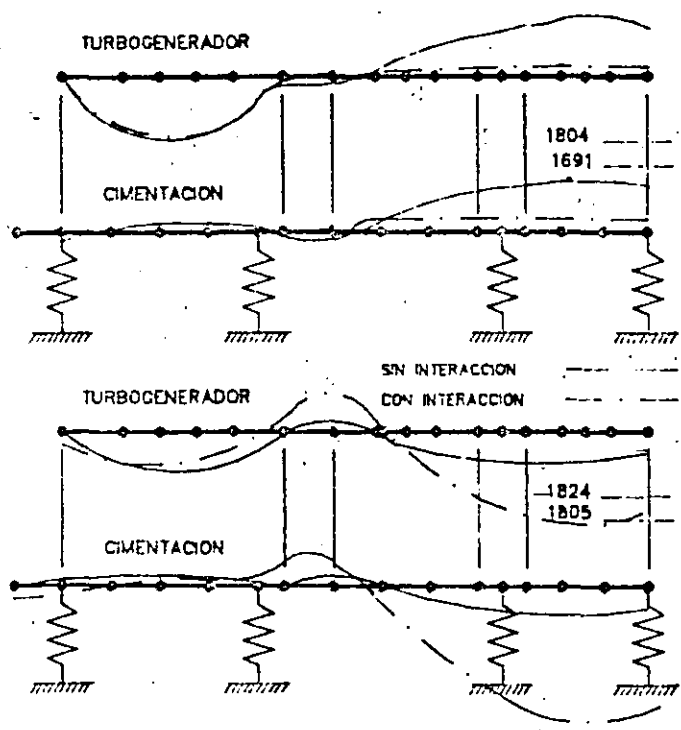 TURBOGENERADOR
1804
1691
CIMENTACION
SIN INTERACCION
CON INTERACCION
TURBOGENERADOR
1824
1805
CIMENTACION